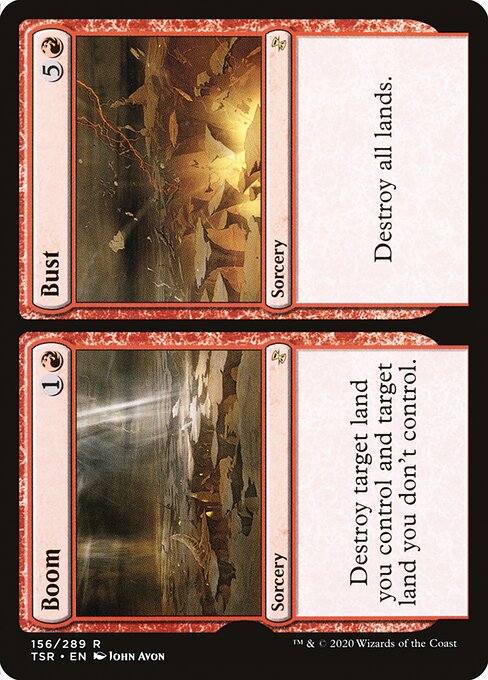 Boom 1
Sorcery
Destroy target land
you control and target
land you don't control.
Bust 5
Sorcery
Destroy all lands.
156/289 R
TSR • EN John Avon
™ & © 2020 Wizards of the Coast